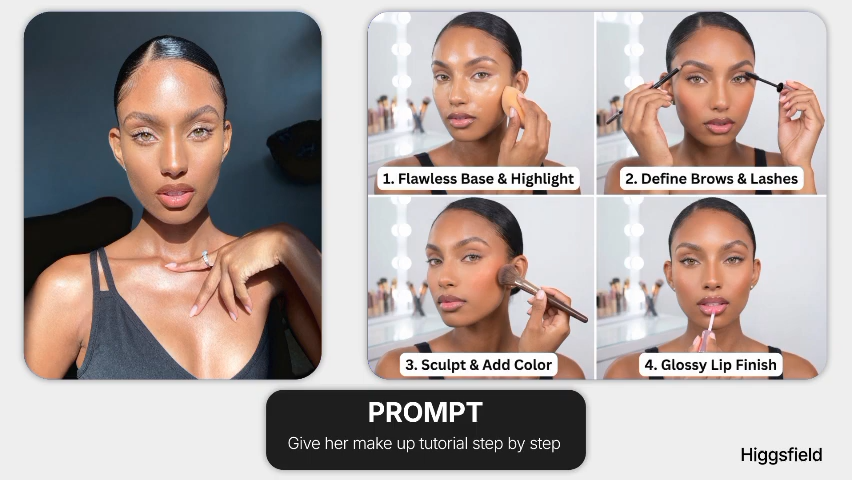 1. Flawless Base & Highlight
2. Define Brows & Lashes
3. Sculpt & Add Color
4. Glossy Lip Finish
PROMPT
Give her make up tutorial step by step
Higgsfield